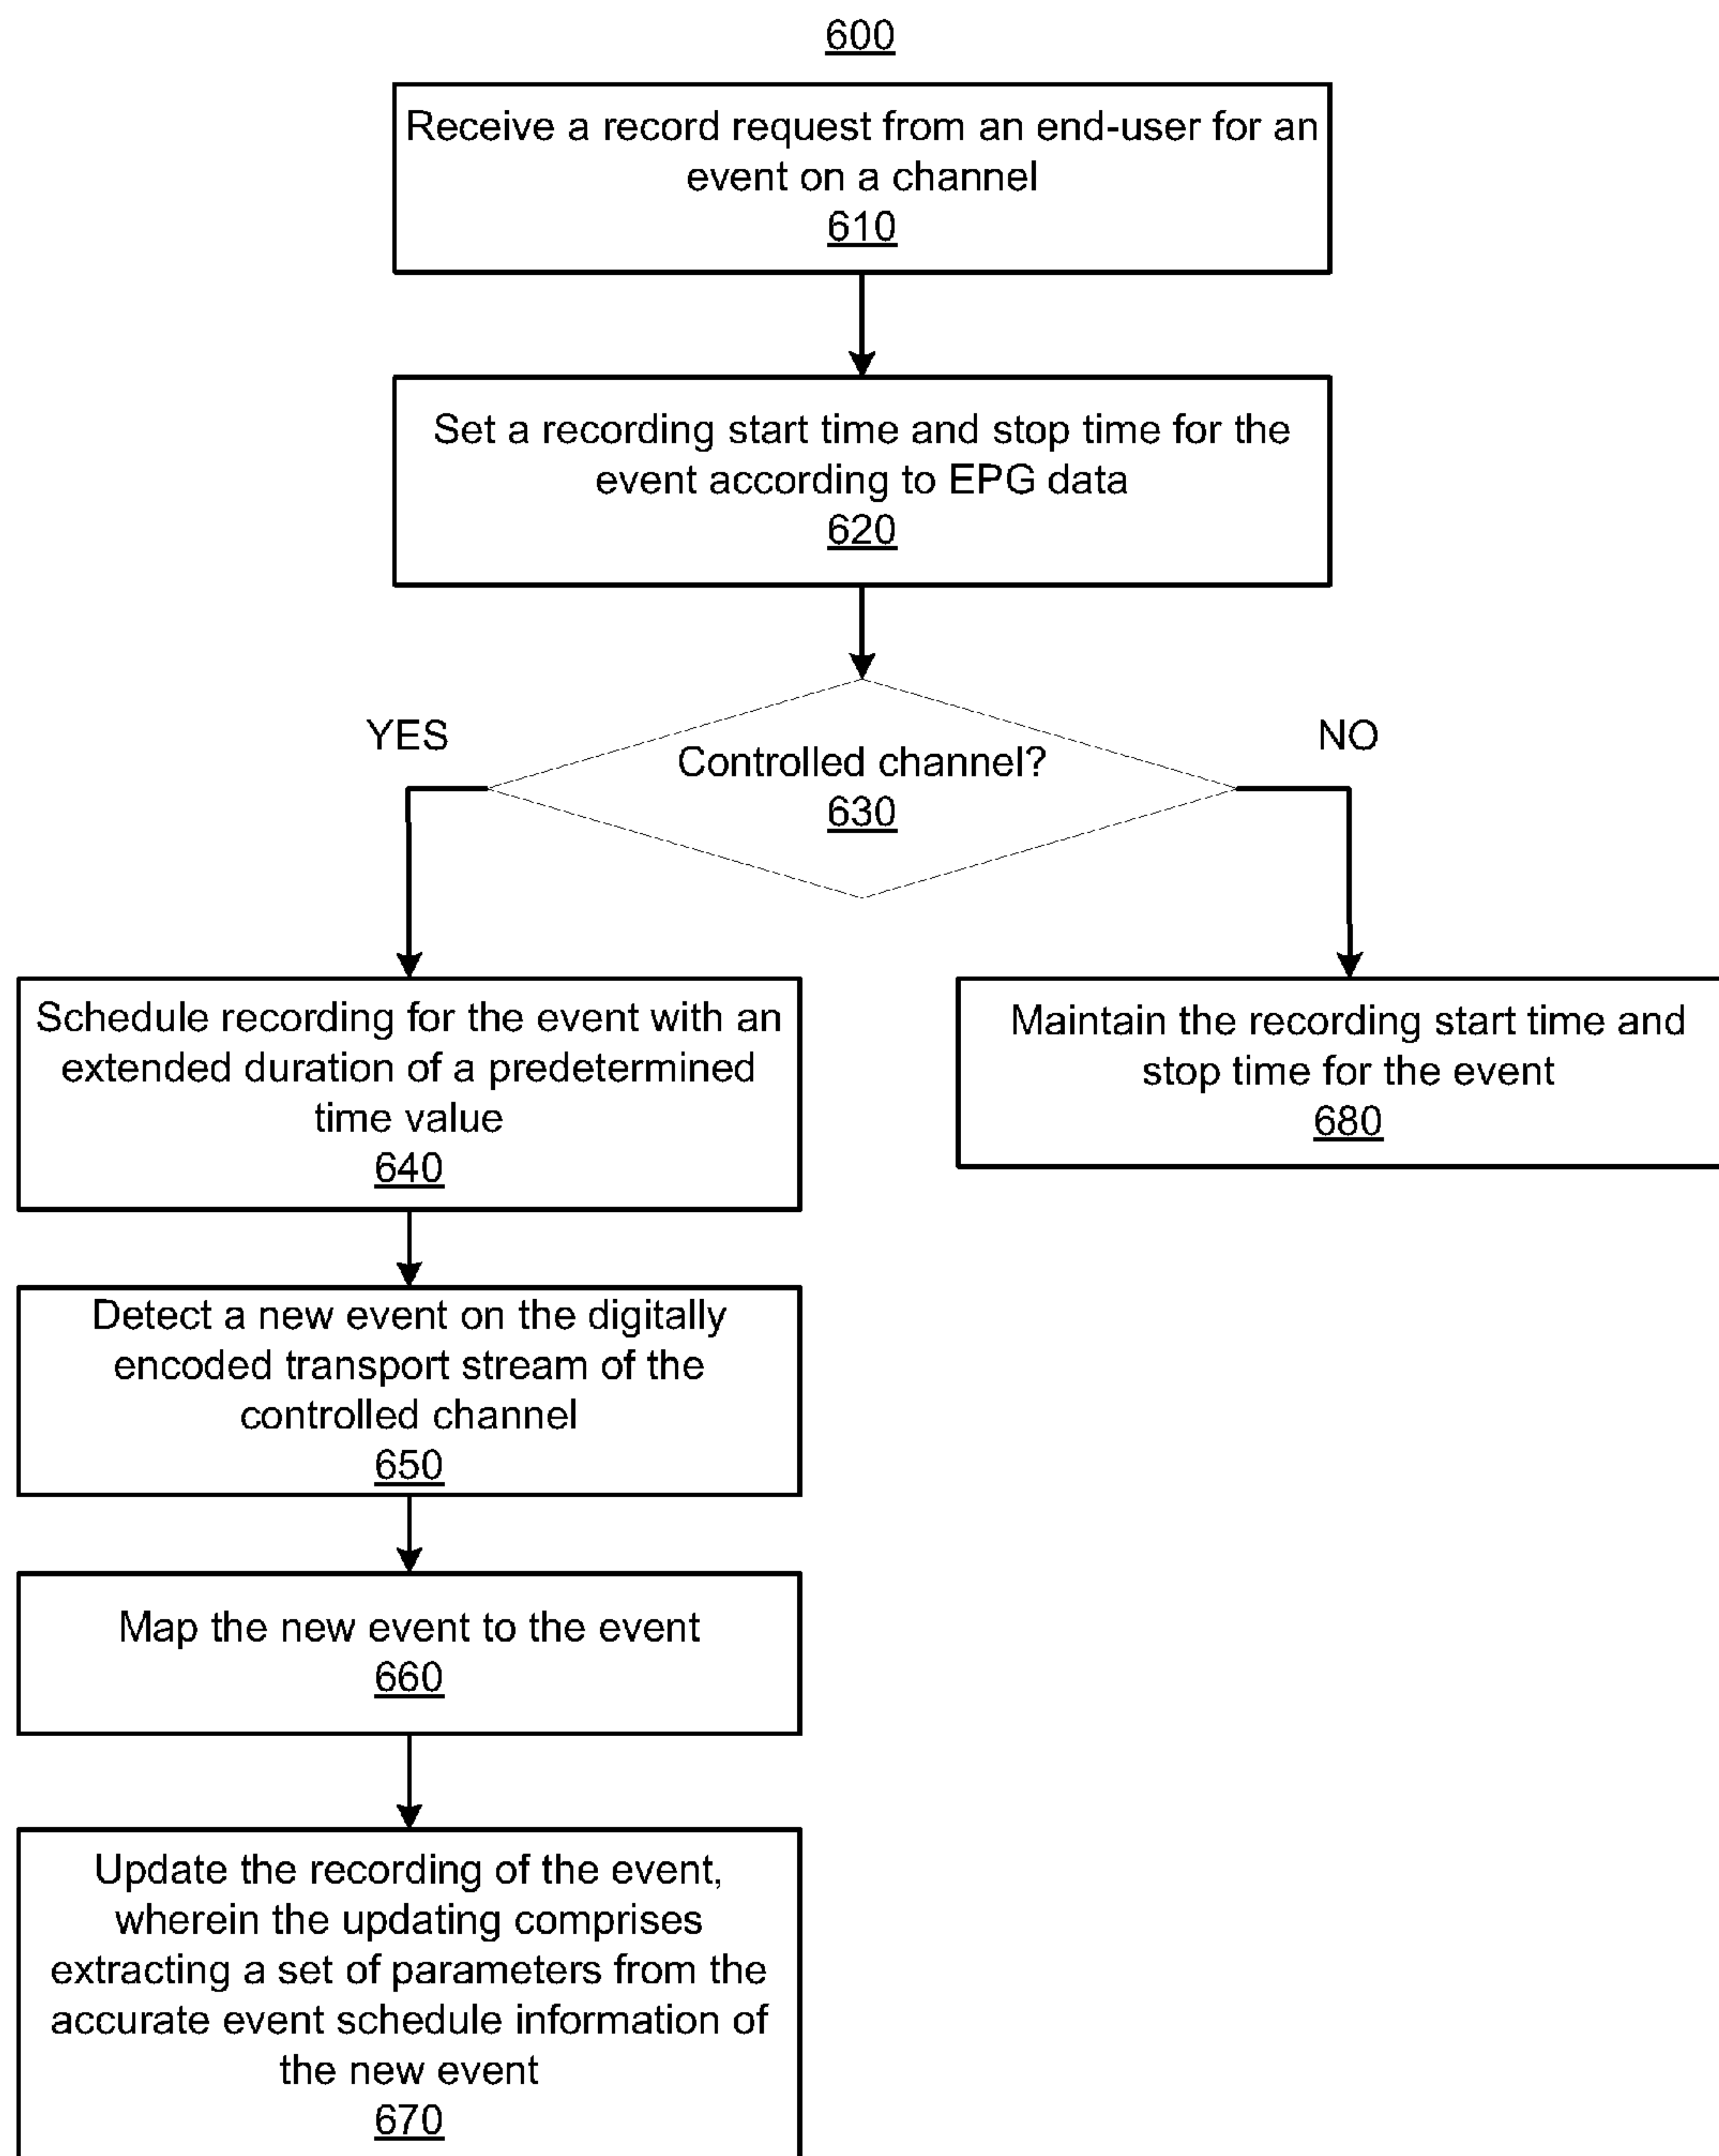 600
Receive a record request from an end-user for an
event on a channel
610
Set a recording start time and stop time for the
event according to EPG data
620
YES
NO
Controlled channel?
630
Schedule recording for the event with an
extended duration of a predetermined
time value
640
Maintain the recording start time and
stop time for the event
680
Detect a new event on the digitally
encoded transport stream of the
controlled channel
650
Map the new event to the event
660
Update the recording of the event,
wherein the updating comprises
extracting a set of parameters from the
accurate event schedule information of
the new event
670